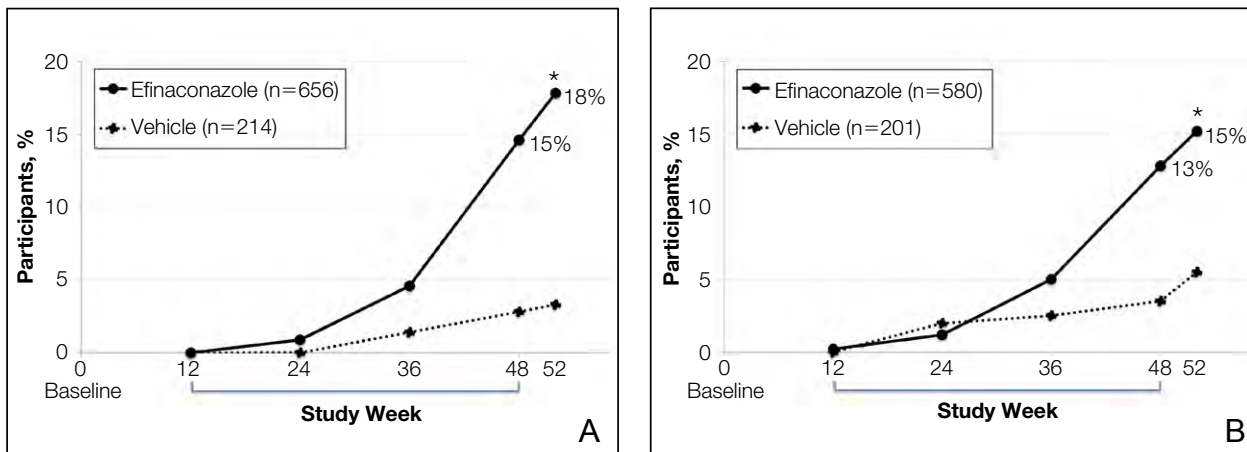 20
Efinaconazole (n=656)
Vehicle (n=214)
*
18%
15
15%
10
5
0
Participants, %
0 12 24 36 48 52
Baseline
Study Week
A
20
Efinaconazole (n=580)
Vehicle (n=201)
*
15%
15
13%
10
5
0
Participants, %
0 12 24 36 48 52
Baseline
Study Week
B